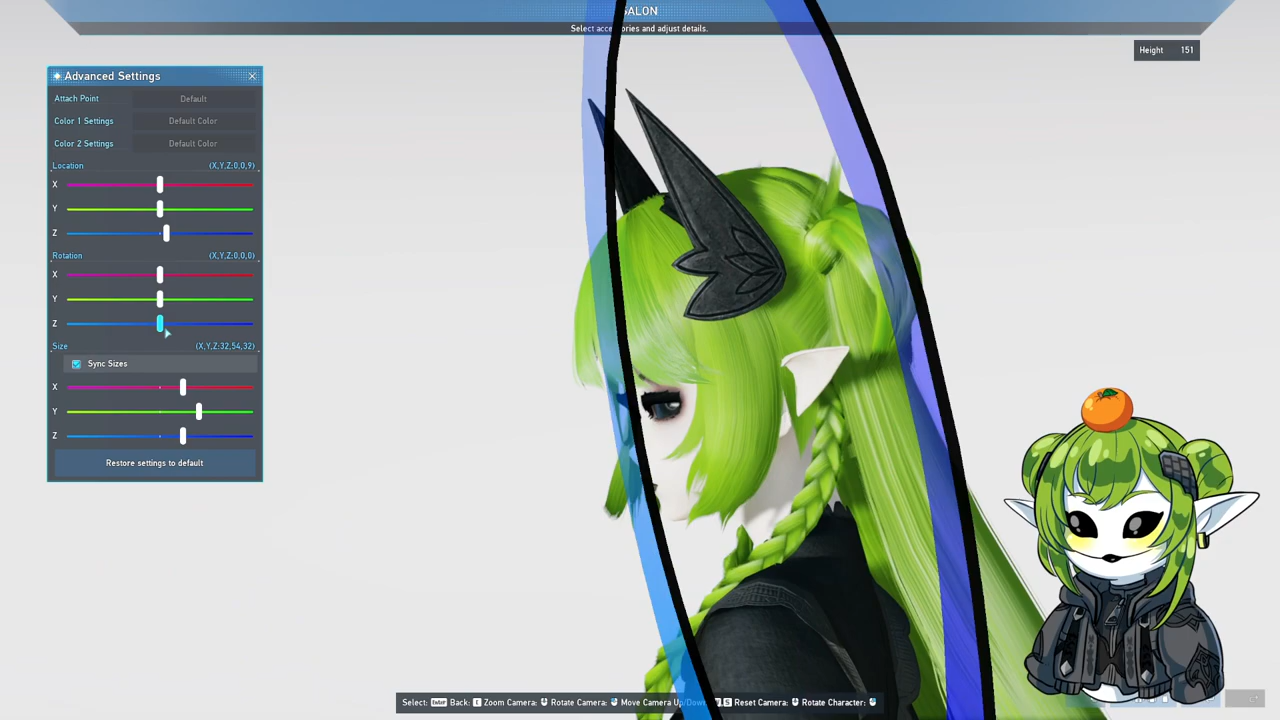 SALON
Select accessories and adjust details.
Height 151
Advanced Settings
Attach Point Default
Color 1 Settings Default Color
Color 2 Settings Default Color
Location (X,Y,Z:0,0,9)
X
Y
Z
Rotation (X,Y,Z:0,0,0)
X
Y
Z
Size (X,Y,Z:32,54,32)
Sync Sizes
X
Y
Z
Restore settings to default
Select: Enter Back: Zoom Camera: Rotate Camera: Move Camera Up/Down S Reset Camera: Rotate Character: